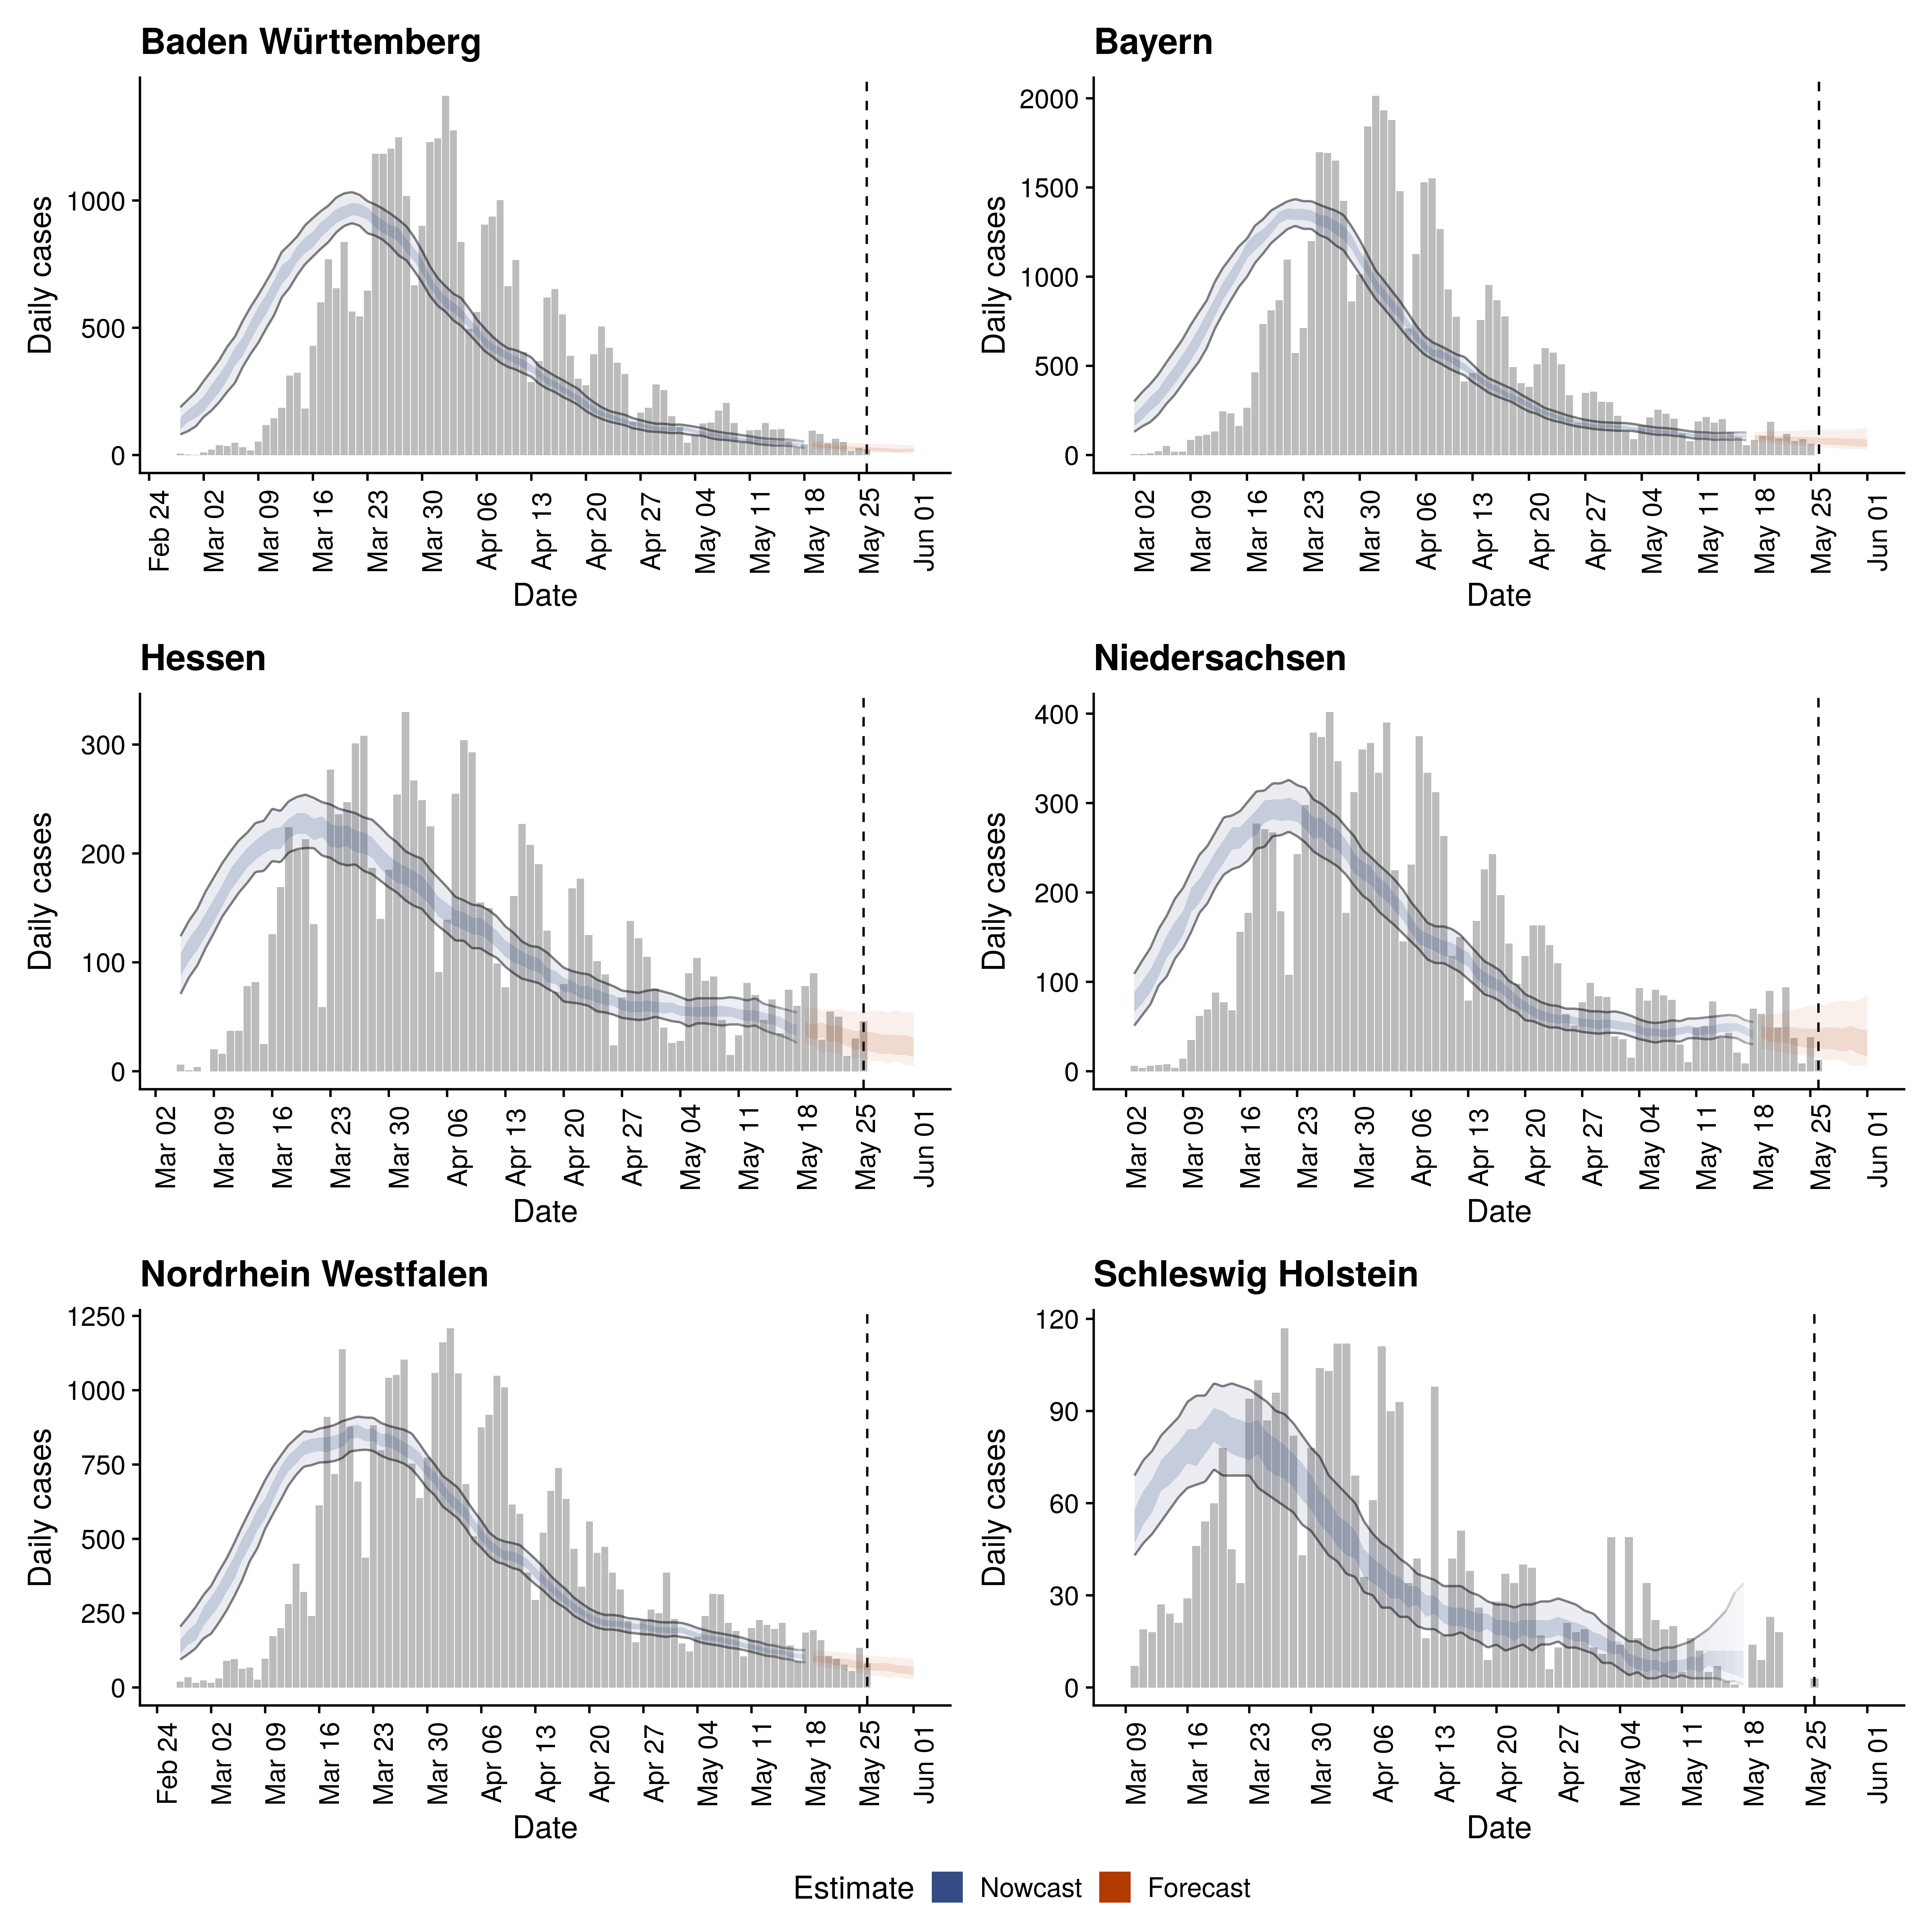 Baden Württemberg
Daily cases
1000
500
0
Feb 24 Mar 02 Mar 09 Mar 16 Mar 23 Mar 30 Apr 06 Apr 13 Apr 20 Apr 27 May 04 May 11 May 18 May 25 Jun 01
Date
Bayern
Daily cases
2000
1500
1000
500
0
Mar 02 Mar 09 Mar 16 Mar 23 Mar 30 Apr 06 Apr 13 Apr 20 Apr 27 May 04 May 11 May 18 May 25 Jun 01
Date
Hessen
Daily cases
300
200
100
0
Mar 02 Mar 09 Mar 16 Mar 23 Mar 30 Apr 06 Apr 13 Apr 20 Apr 27 May 04 May 11 May 18 May 25 Jun 01
Date
Niedersachsen
Daily cases
400
300
200
100
0
Mar 02 Mar 09 Mar 16 Mar 23 Mar 30 Apr 06 Apr 13 Apr 20 Apr 27 May 04 May 11 May 18 May 25 Jun 01
Date
Nordrhein Westfalen
Daily cases
1250
1000
750
500
250
0
Feb 24 Mar 02 Mar 09 Mar 16 Mar 23 Mar 30 Apr 06 Apr 13 Apr 20 Apr 27 May 04 May 11 May 18 May 25 Jun 01
Date
Schleswig Holstein
Daily cases
120
90
60
30
0
Mar 09 Mar 16 Mar 23 Mar 30 Apr 06 Apr 13 Apr 20 Apr 27 May 04 May 11 May 18 May 25 Jun 01
Date
Estimate Nowcast Forecast